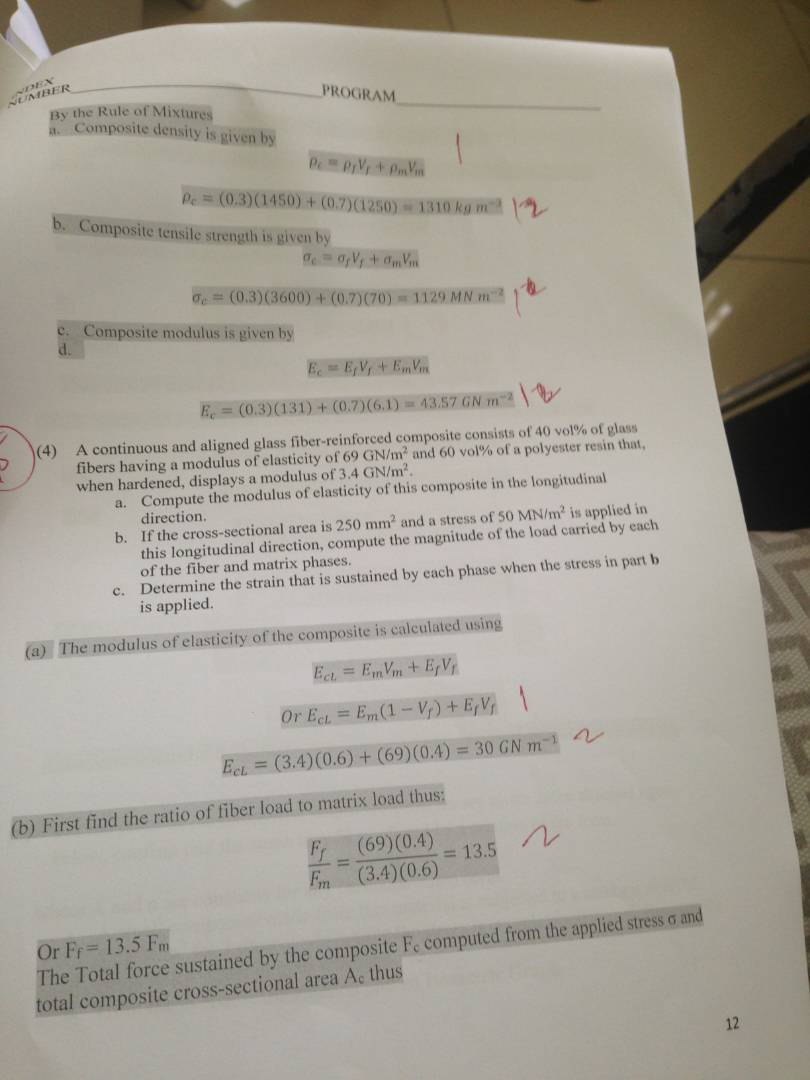 INDEX
NUMBER
PROGRAM
By the Rule of Mixtures
a. Composite density is given by
ρc = ρfVf + ρmVm
1
ρc = (0.3)(1450) + (0.7)(1250) = 1310 kg m⁻³
b. Composite tensile strength is given by
σc = σfVf + σmVm
σc = (0.3)(3600) + (0.7)(70) = 1129 MN m⁻²
c. Composite modulus is given by
d.
Ec = EfVf + EmVm
Ec = (0.3)(131) + (0.7)(6.1) = 43.57 GN m⁻²
(4) A continuous and aligned glass fiber-reinforced composite consists of 40 vol% of glass
fibers having a modulus of elasticity of 69 GN/m² and 60 vol% of a polyester resin that,
when hardened, displays a modulus of 3.4 GN/m².
a. Compute the modulus of elasticity of this composite in the longitudinal
direction.
b. If the cross-sectional area is 250 mm² and a stress of 50 MN/m² is applied in
this longitudinal direction, compute the magnitude of the load carried by each
of the fiber and matrix phases.
c. Determine the strain that is sustained by each phase when the stress in part b
is applied.
(a) The modulus of elasticity of the composite is calculated using
EcL = EmVm + EfVf
Or EcL = Em(1 − Vf) + EfVf 1
EcL = (3.4)(0.6) + (69)(0.4) = 30 GN m⁻¹ 2
(b) First find the ratio of fiber load to matrix load thus:
Ff/Fm = (69)(0.4)/(3.4)(0.6) = 13.5 2
Or Ff = 13.5 Fm
The Total force sustained by the composite Fc computed from the applied stress σ and
total composite cross-sectional area Ac thus
12